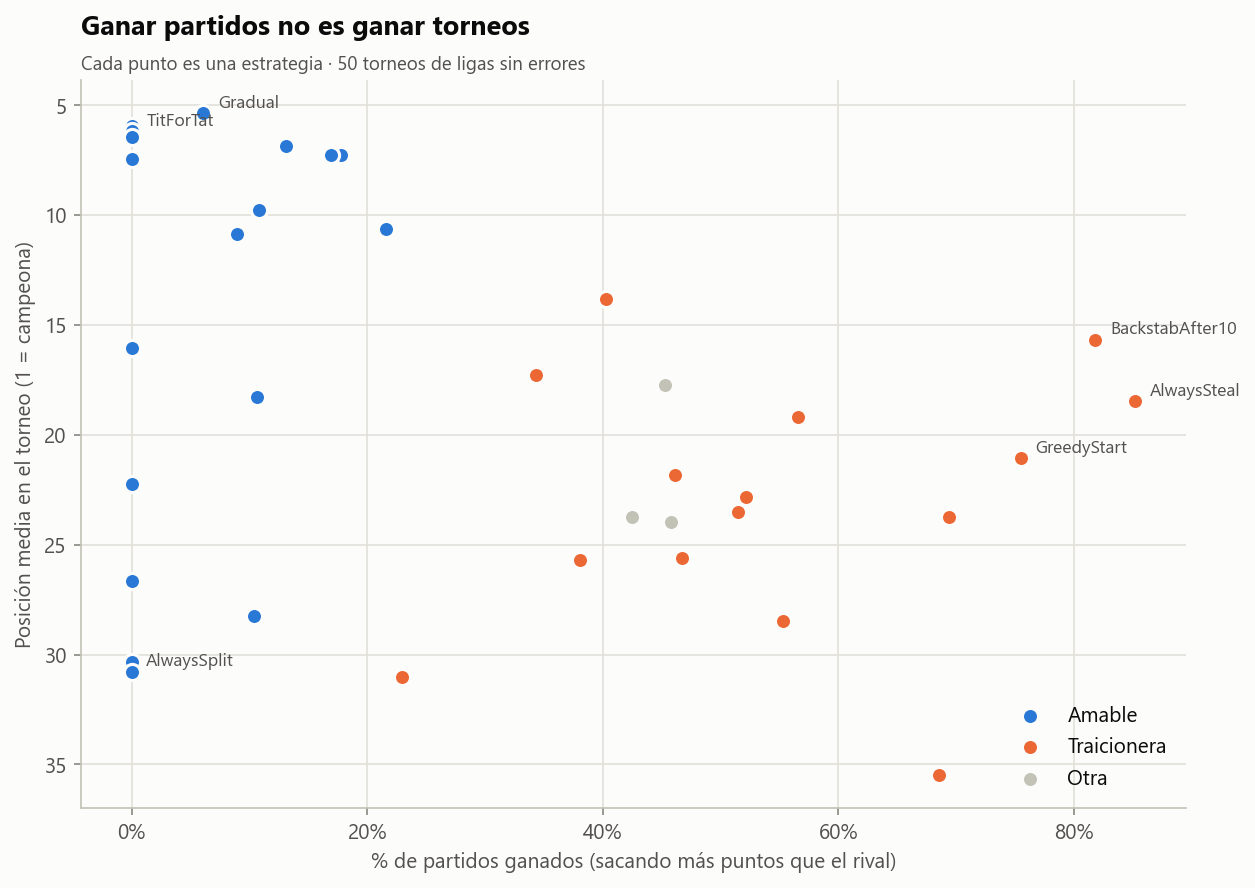 Ganar partidos no es ganar torneos
Cada punto es una estrategia · 50 torneos de ligas sin errores
Posición media en el torneo (1 = campeona)
5
10
15
20
25
30
35
Gradual
TitForTat
BackstabAfter10
AlwaysSteal
GreedyStart
AlwaysSplit
Amable
Traicionera
Otra
0%
20%
40%
60%
80%
% de partidos ganados (sacando más puntos que el rival)